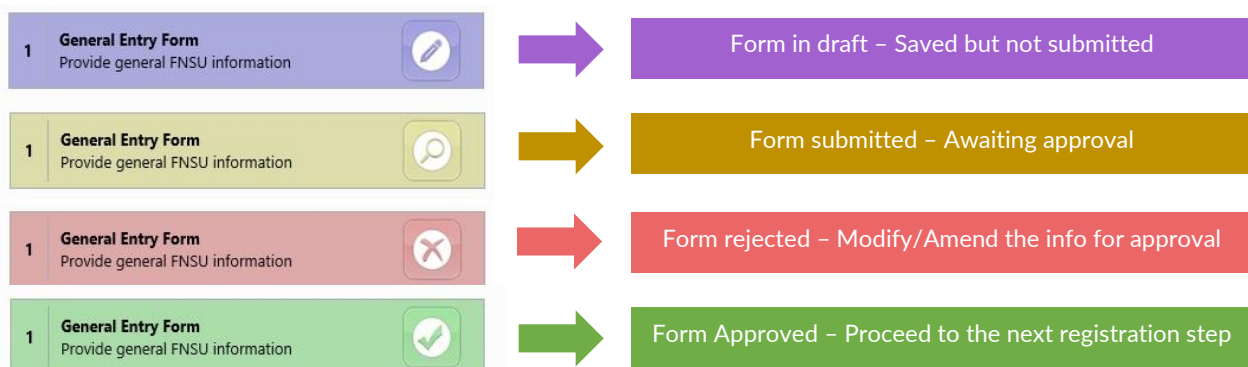 1
General Entry Form
Provide general FNSU information
Form in draft – Saved but not submitted
1
General Entry Form
Provide general FNSU information
Form submitted – Awaiting approval
1
General Entry Form
Provide general FNSU information
Form rejected – Modify/Amend the info for approval
1
General Entry Form
Provide general FNSU information
Form Approved – Proceed to the next registration step